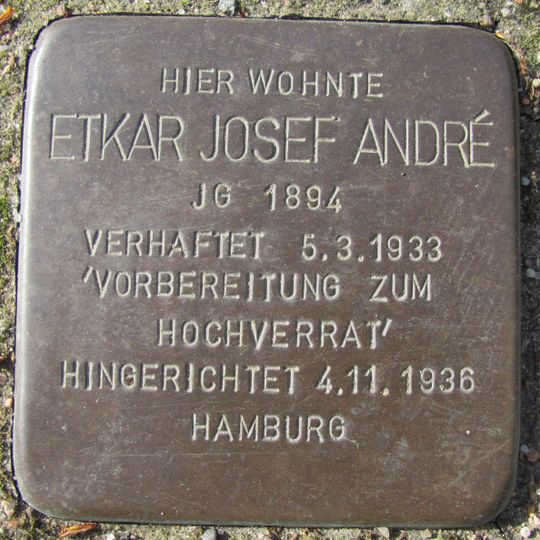 HIER WOHNTE
ETKAR JOSEF ANDRÉ
JG 1894
VERHAFTET 5.3.1933
'VORBEREITUNG ZUM
HOCHVERRAT'
HINGERICHTET 4.11.1936
HAMBURG